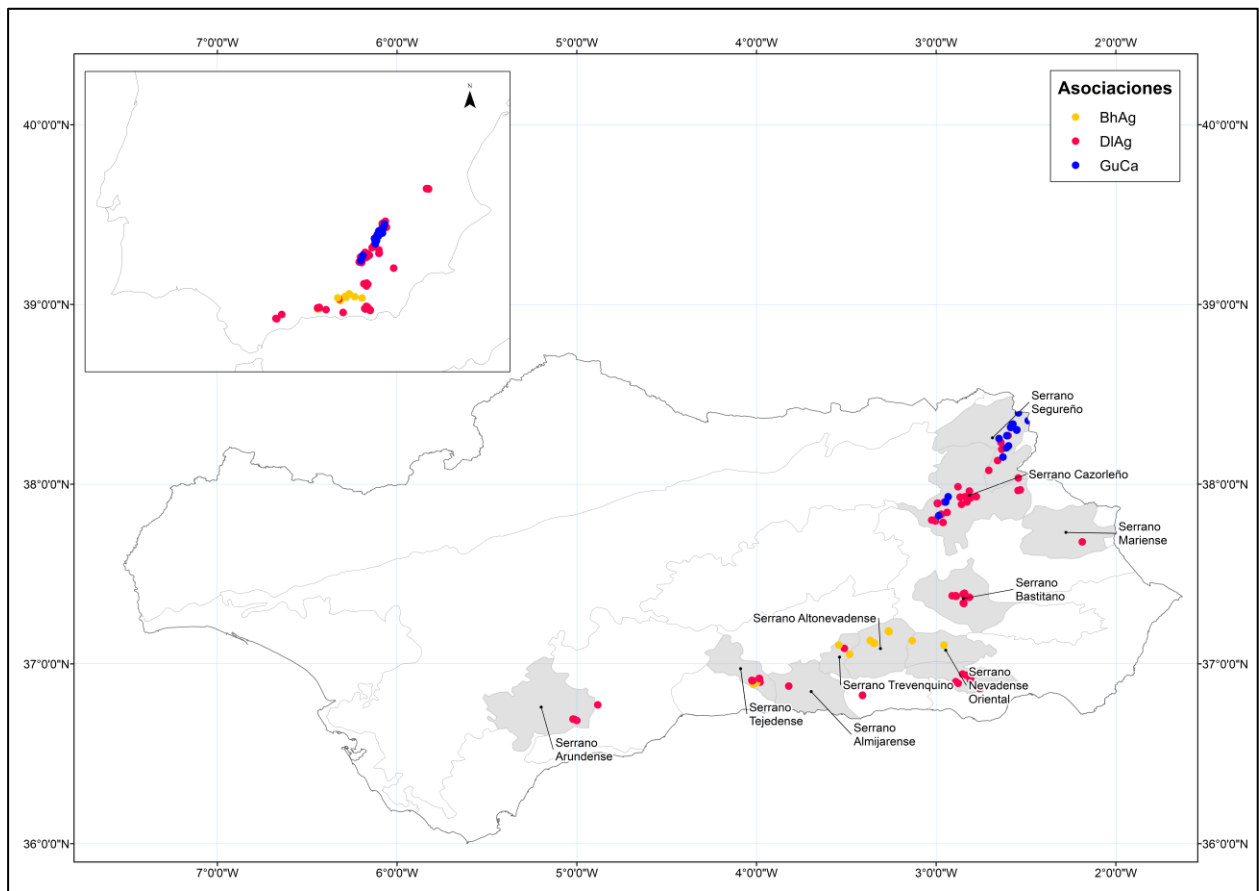 7°0'0"W 6°0'0"W 5°0'0"W 4°0'0"W 3°0'0"W 2°0'0"W
N
Asociaciones
BhAg
DlAg
GuCa
40°0'0"N 40°0'0"N
39°0'0"N 39°0'0"N
Serrano
Segureño
38°0'0"N 38°0'0"N
Serrano Cazorleño
Serrano
Mariense
Serrano
Bastitano
Serrano Altonevadense
37°0'0"N 37°0'0"N
Serrano Trevenquino
Serrano
Nevadense
Oriental
Serrano
Tejedense
Serrano
Almijarense
Serrano
Arundense
36°0'0"N 36°0'0"N
7°0'0"W 6°0'0"W 5°0'0"W 4°0'0"W 3°0'0"W 2°0'0"W